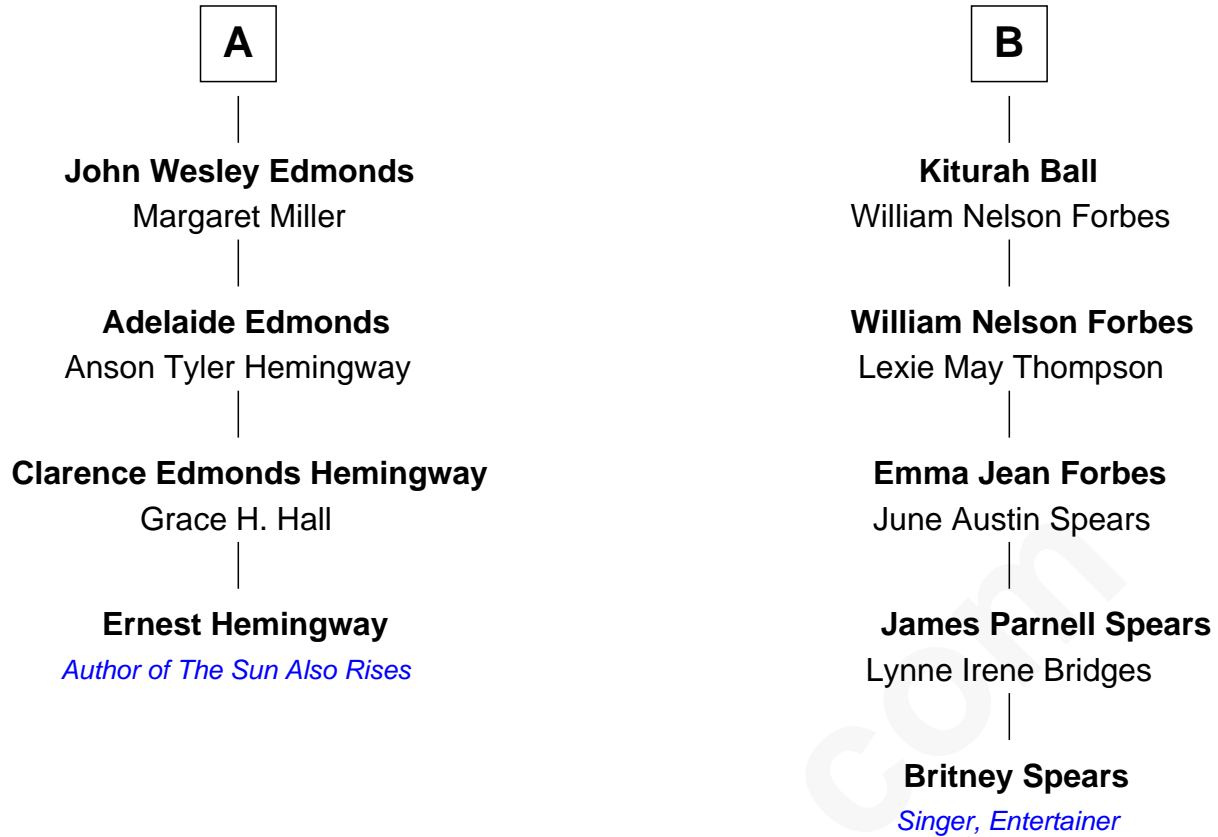 A
John Wesley Edmonds
Margaret Miller
Adelaide Edmonds
Anson Tyler Hemingway
Clarence Edmonds Hemingway
Grace H. Hall
Ernest Hemingway
Author of The Sun Also Rises
B
Kiturah Ball
William Nelson Forbes
William Nelson Forbes
Lexie May Thompson
Emma Jean Forbes
June Austin Spears
James Parnell Spears
Lynne Irene Bridges
Britney Spears
Singer, Entertainer
com